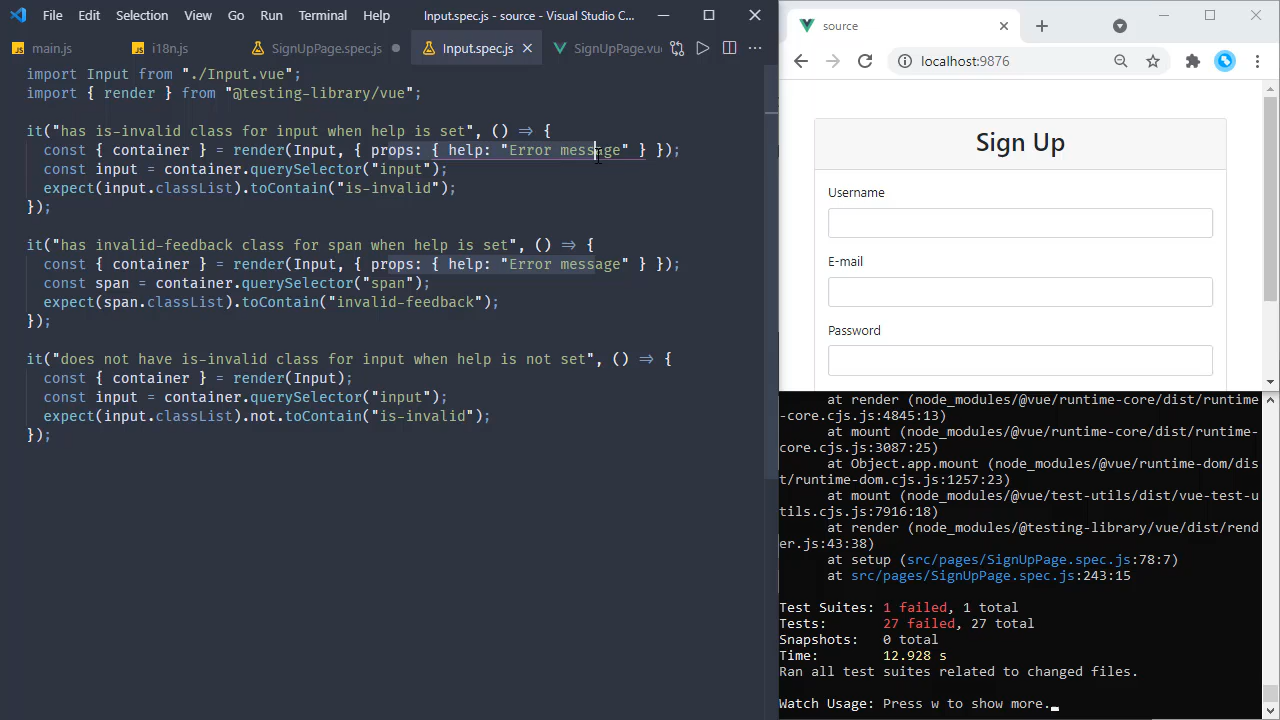 File Edit Selection View Go Run Terminal Help Input.spec.js - source - Visual Studio C...
main.js i18n.js SignUpPage.spec.js Input.spec.js SignUpPage.vue
import Input from "./Input.vue";
import { render } from "@testing-library/vue";
it("has is-invalid class for input when help is set", () => {
const { container } = render(Input, { props: { help: "Error message" } });
const input = container.querySelector("input");
expect(input.classList).toContain("is-invalid");
});
it("has invalid-feedback class for span when help is set", () => {
const { container } = render(Input, { props: { help: "Error message" } });
const span = container.querySelector("span");
expect(span.classList).toContain("invalid-feedback");
});
it("does not have is-invalid class for input when help is not set", () => {
const { container } = render(Input);
const input = container.querySelector("input");
expect(input.classList).not.toContain("is-invalid");
});
source
localhost:9876
Sign Up
Username
E-mail
Password
at render (node_modules/@vue/runtime-core/dist/runtime
-core.cjs.js:4845:13)
at mount (node_modules/@vue/runtime-core/dist/runtime-
core.cjs.js:3087:25)
at Object.app.mount (node_modules/@vue/runtime-dom/dis
t/runtime-dom.cjs.js:1257:23)
at mount (node_modules/@vue/test-utils/dist/vue-test-u
tils.cjs.js:7916:18)
at render (node_modules/@testing-library/vue/dist/rend
er.js:43:38)
at setup (src/pages/SignUpPage.spec.js:78:7)
at src/pages/SignUpPage.spec.js:243:15
Test Suites: 1 failed, 1 total
Tests: 27 failed, 27 total
Snapshots: 0 total
Time: 12.928 s
Ran all test suites related to changed files.
Watch Usage: Press w to show more.